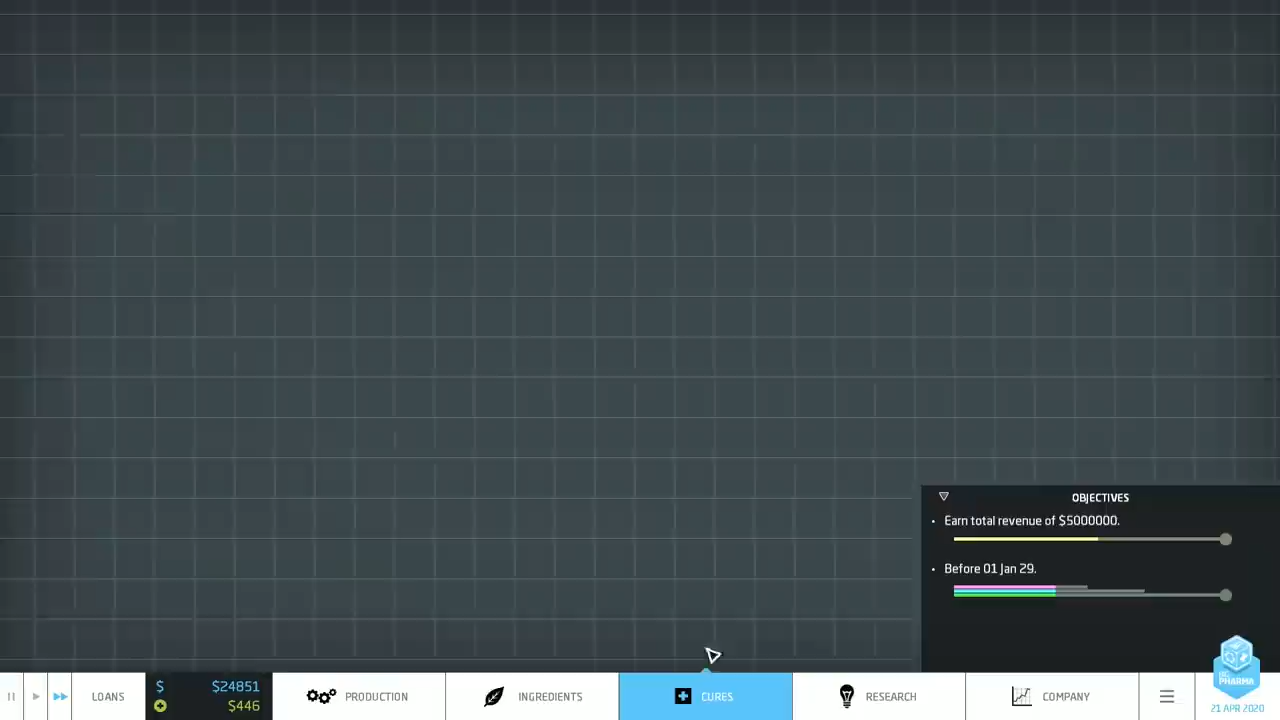 OBJECTIVES
Earn total revenue of $5000000.
Before 01 Jan 29.
LOANS
$ $24851
$446
PRODUCTION
INGREDIENTS
CURES
RESEARCH
COMPANY
PHARMA
21 APR 2020